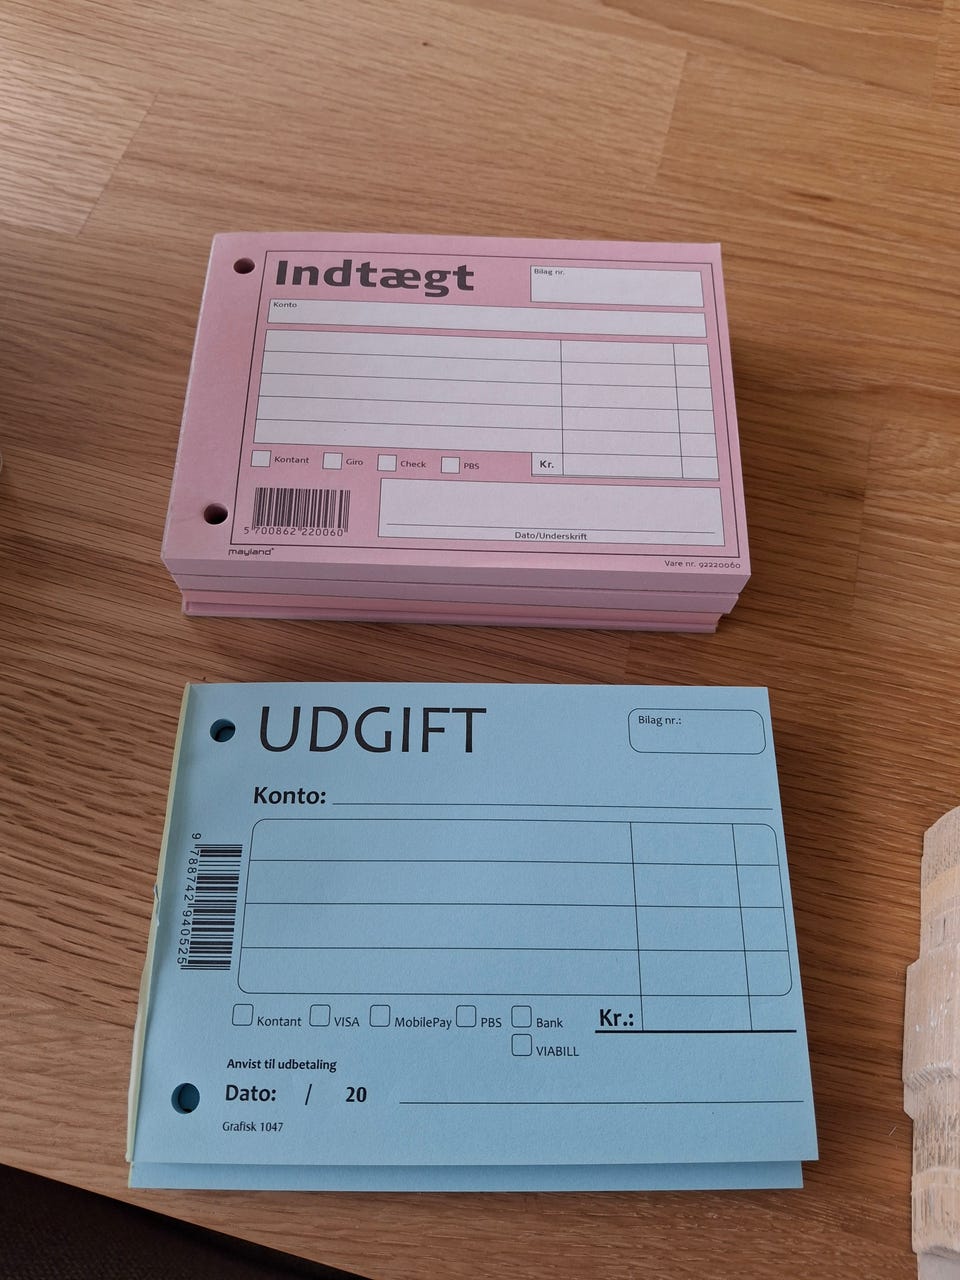 Indtægt
Bilag nr.
Konto
Kontant Giro Check PBS Kr.
5 700862 220060
Dato/Underskrift
mayland
Vare nr. 92220060
UDGIFT
Bilag nr.:
Konto:
9 788742 940525
Kontant VISA MobilePay PBS Bank Kr.:
VIABILL
Anvist til udbetaling
Dato: / 20
Grafisk 1047